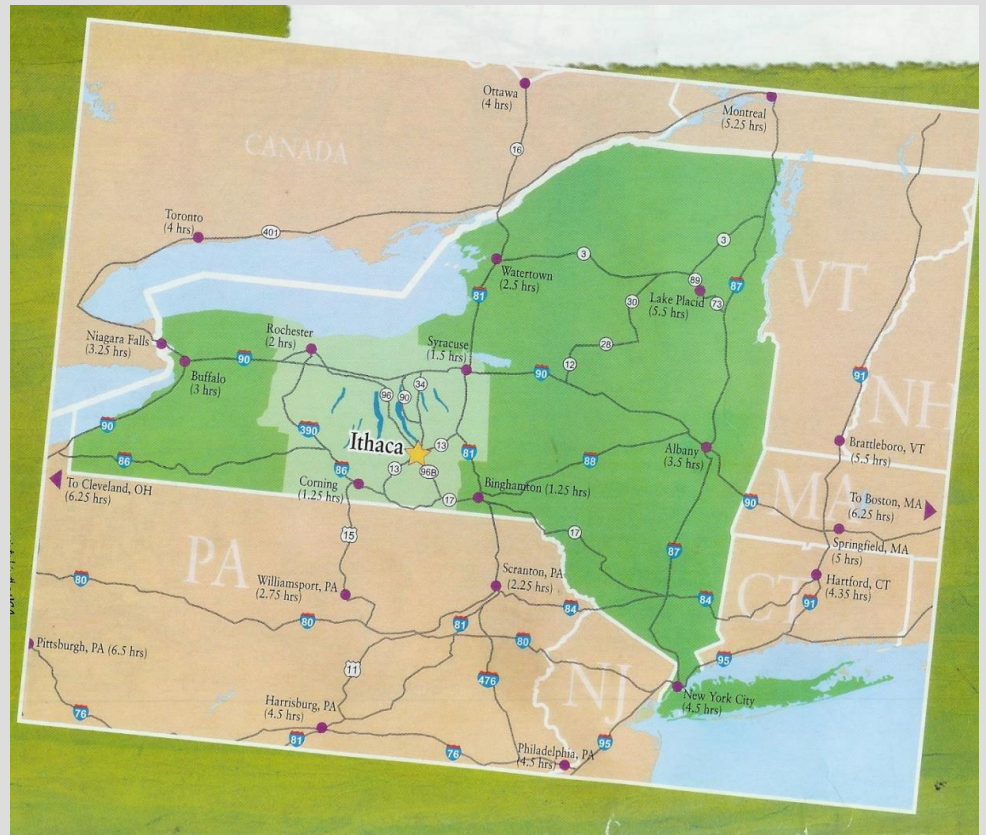 Ottawa
(4 hrs)
Montreal
(5.25 hrs)
16
CANADA
Toronto
(4 hrs)
401
3
3
Watertown
(2.5 hrs)
VT
89
87
81
30
Lake Placid
(5.5 hrs)
73
Rochester
(2 hrs)
Niagara Falls
(3.25 hrs)
Syracuse
(1.5 hrs)
28
90
12
90
Buffalo
(3 hrs)
91
34
96
90
NH
90
390
Ithaca
13
81
Brattleboro, VT
(5.5 hrs)
Albany
(3.5 hrs)
86
86
13
96B
88
To Cleveland, OH
(6.25 hrs)
Corning
(1.25 hrs)
17
Binghamton (1.25 hrs)
90
MA
To Boston, MA
(6.25 hrs)
15
17
Springfield, MA
(5 hrs)
PA
87
80
Williamsport, PA
(2.75 hrs)
Scranton, PA
(2.25 hrs)
84
84
CT
Hartford, CT
(4.35 hrs)
91
80
81
80
Pittsburgh, PA (6.5 hrs)
95
11
476
NJ
New York City
(4.5 hrs)
76
Harrisburg, PA
(4.5 hrs)
81
76
95
Philadelphia, PA
(4.5 hrs)